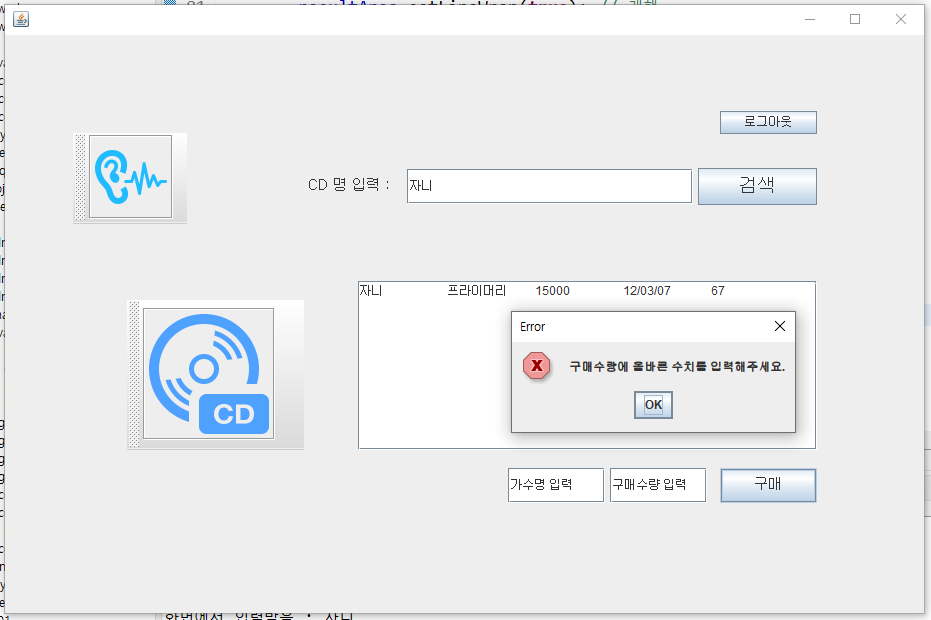 로그아웃
CD 명 입력 : 자니 검색
자니 프라이머리 15000 12/03/07 67
Error
구매수량에 올바른 수치를 입력해주세요.
OK
CD
가수명 입력 구매수량 입력 구매